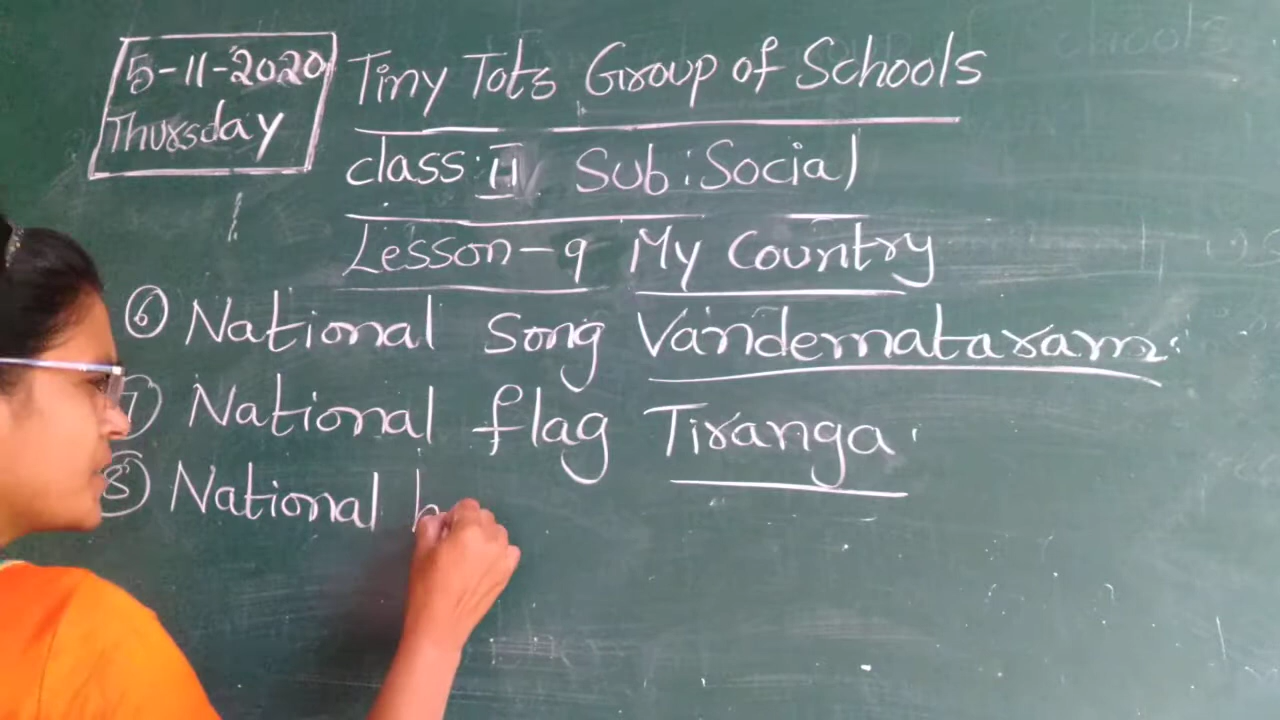 5-11-2020
Thursday
Tiny Tots Group of Schools
class: II Sub: Social
Lesson-9 My Country
⑥ National Song Vandemataram.
⑦ National flag Tiranga.
⑧ National h